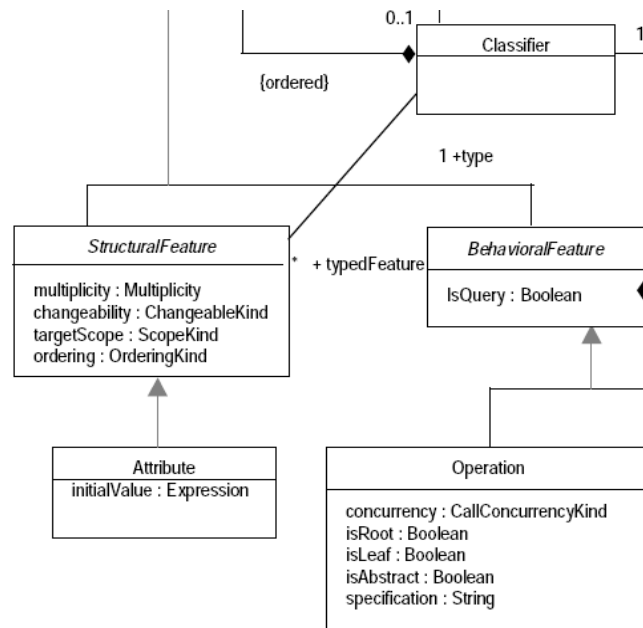 0..1
Classifier
1
{ordered}
1 +type
StructuralFeature
multiplicity : Multiplicity
changeability : ChangeableKind
targetScope : ScopeKind
ordering : OrderingKind
* + typedFeature
BehavioralFeature
IsQuery : Boolean
Attribute
initialValue : Expression
Operation
concurrency : CallConcurrencyKind
isRoot : Boolean
isLeaf : Boolean
isAbstract : Boolean
specification : String